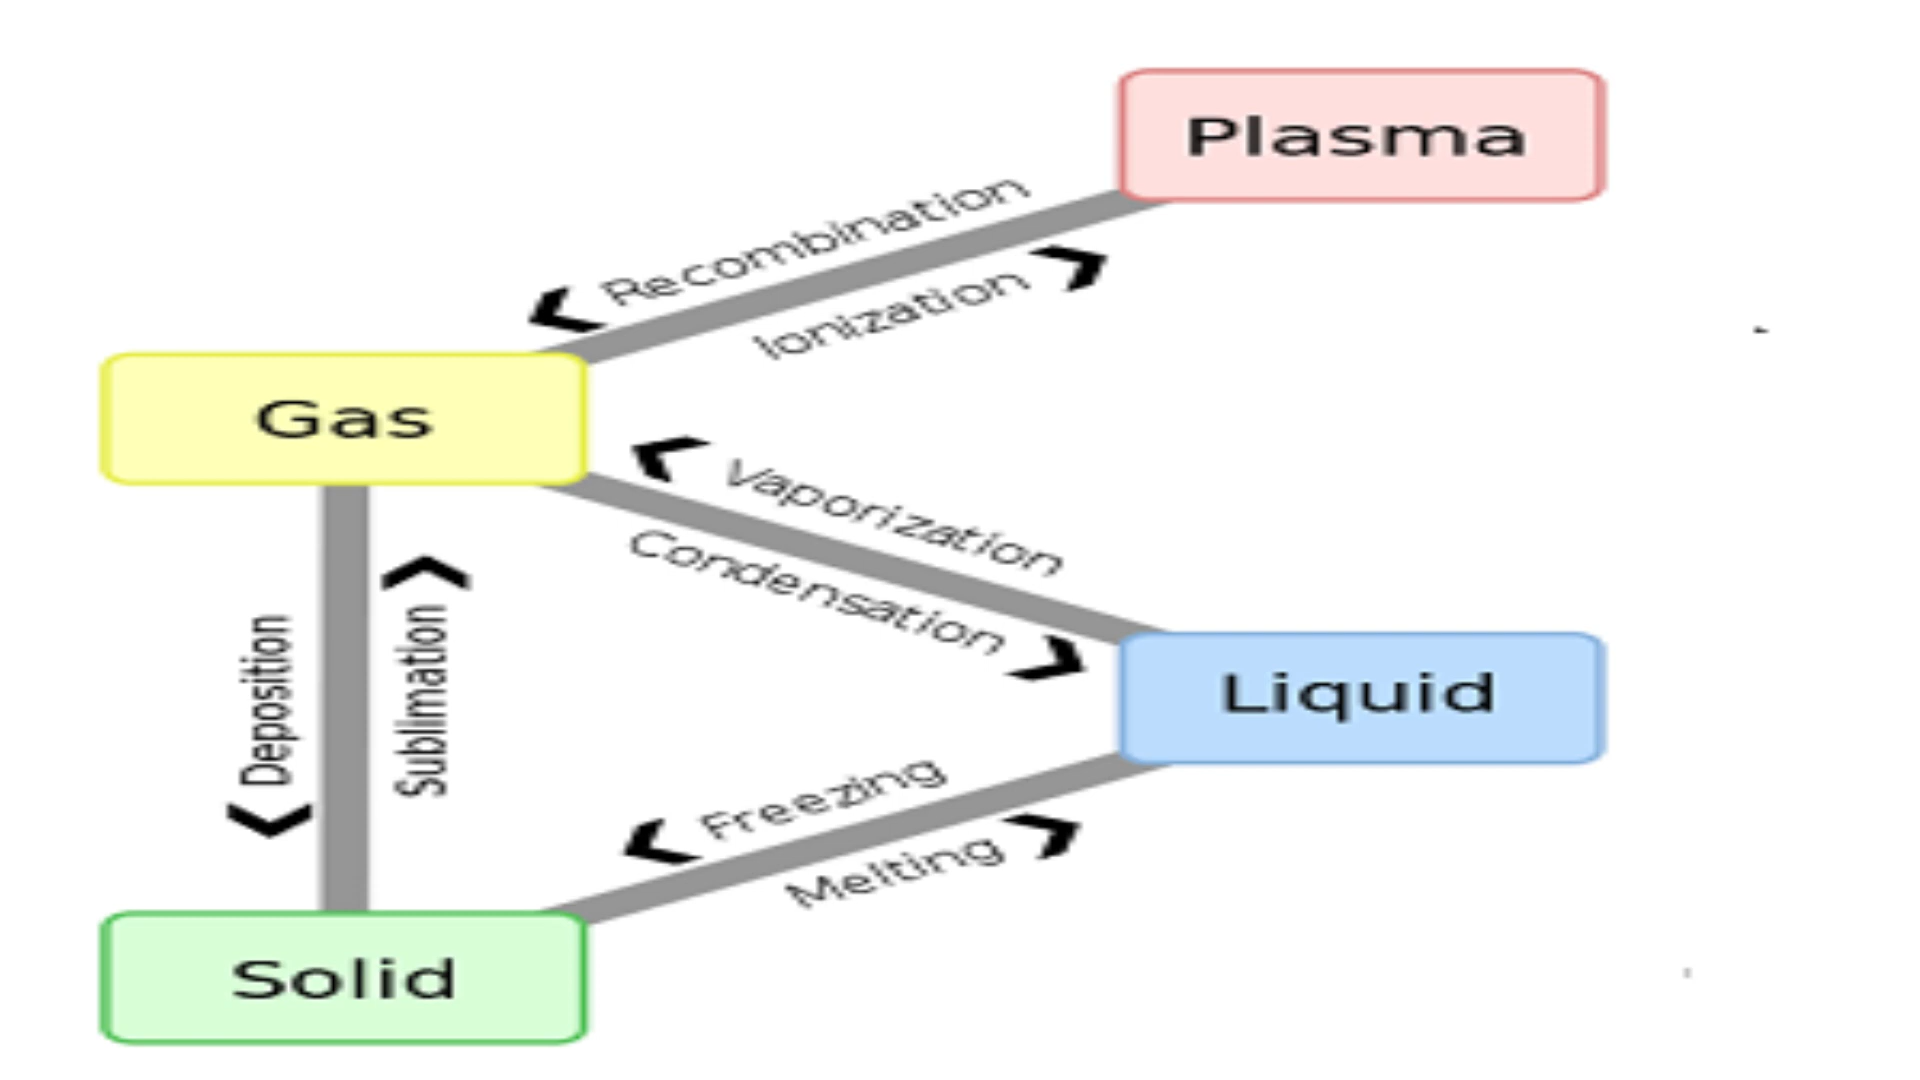 Plasma
Recombination
Ionization
Gas
Vaporization
Condensation
Deposition
Sublimation
Liquid
Freezing
Melting
Solid